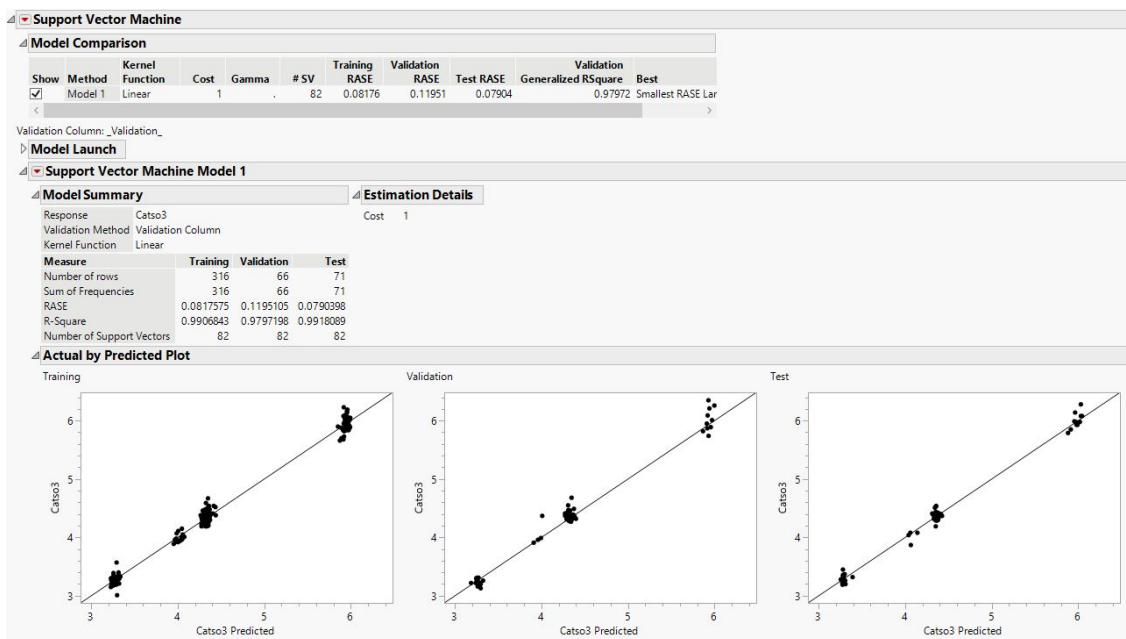 Support Vector Machine
Model Comparison
Show Method Kernel Function Cost Gamma # SV Training RASE Validation RASE Test RASE Validation Generalized RSquare Best
Model 1 Linear 1 . 82 0.08176 0.11951 0.07904 0.97972 Smallest RASE Lar
Validation Column: _Validation_
Model Launch
Support Vector Machine Model 1
Model Summary
Response Catso3
Validation Method Validation Column
Kernel Function Linear
Measure Training Validation Test
Number of rows 316 66 71
Sum of Frequencies 316 66 71
RASE 0.0817575 0.1195105 0.0790398
R-Square 0.9906843 0.9797198 0.9918089
Number of Support Vectors 82 82 82
Estimation Details
Cost 1
Actual by Predicted Plot
Training
Catso3
6
5
4
3
3 4 5 6
Catso3 Predicted
Validation
Catso3
6
5
4
3
3 4 5 6
Catso3 Predicted
Test
Catso3
6
5
4
3
3 4 5 6
Catso3 Predicted